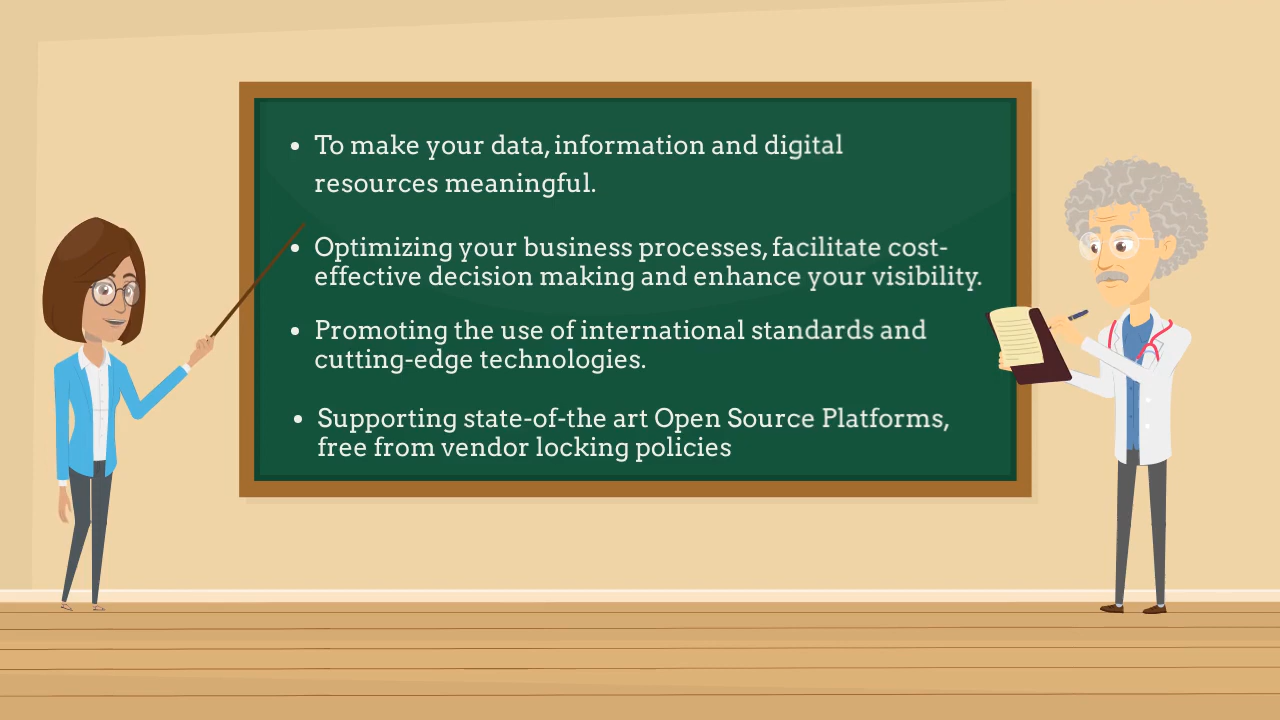 • To make your data, information and digital
resources meaningful.
• Optimizing your business processes, facilitate cost-
effective decision making and enhance your visibility.
• Promoting the use of international standards and
cutting-edge technologies.
• Supporting state-of-the art Open Source Platforms,
free from vendor locking policies